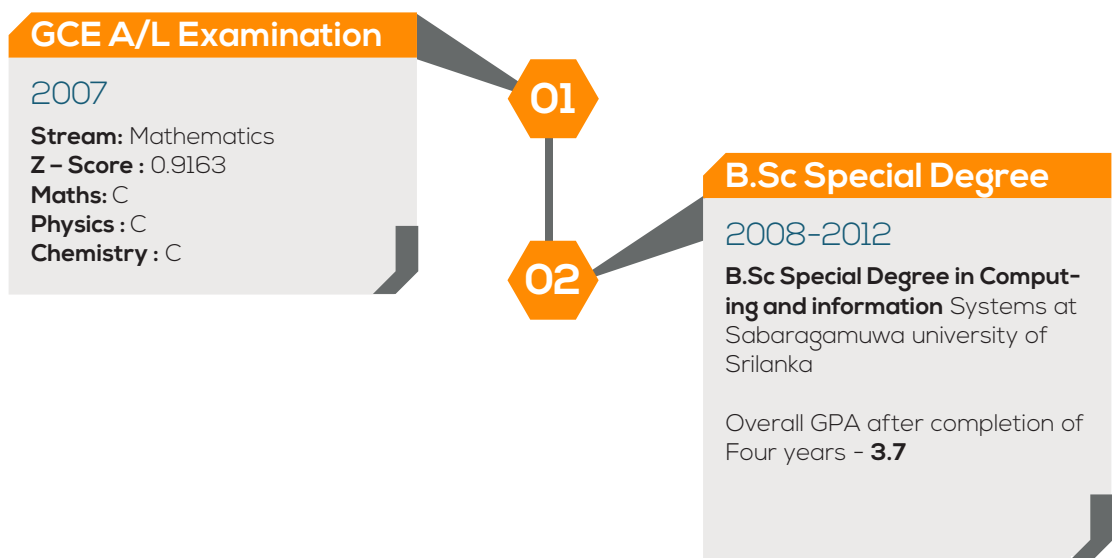 GCE A/L Examination
2007
Stream: Mathematics
Z – Score : 0.9163
Maths: C
Physics : C
Chemistry : C
01
02
B.Sc Special Degree
2008-2012
B.Sc Special Degree in Comput-
ing and information Systems at
Sabaragamuwa university of
Srilanka
Overall GPA after completion of
Four years - 3.7